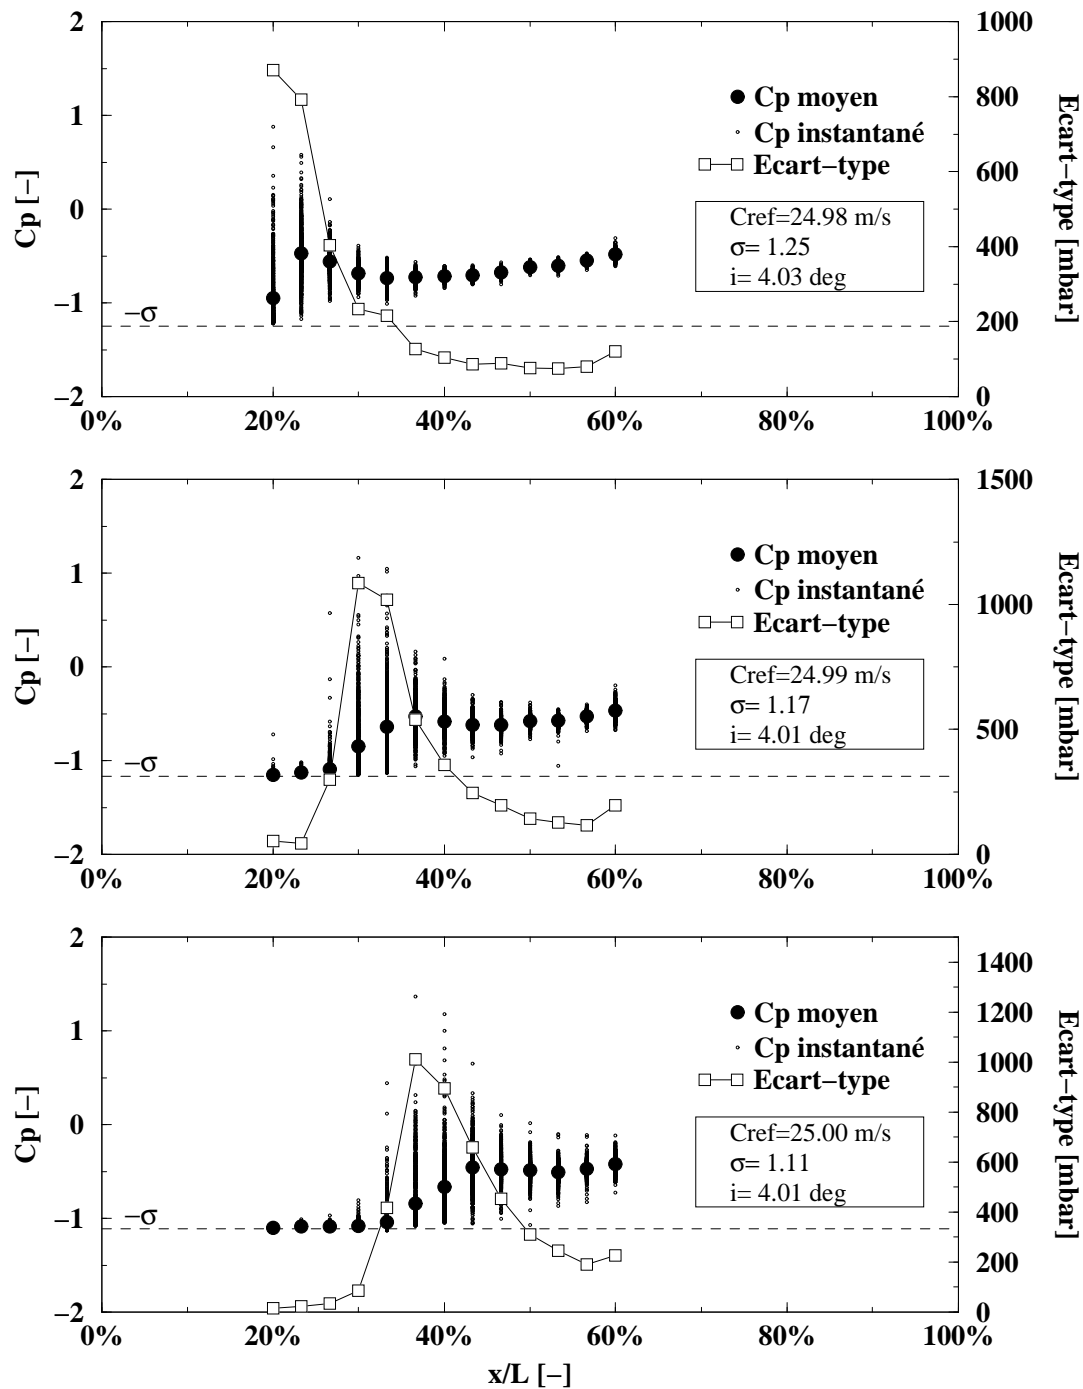 2
1
0
−1
−2
Cp [−]
1000
800
600
400
200
0
Ecart−type [mbar]
Cp moyen
Cp instantané
Ecart−type
Cref=24.98 m/s
σ= 1.25
i= 4.03 deg
−σ
0% 20% 40% 60% 80% 100%
2
1
0
−1
−2
Cp [−]
1500
1000
500
0
Ecart−type [mbar]
Cp moyen
Cp instantané
Ecart−type
Cref=24.99 m/s
σ= 1.17
i= 4.01 deg
−σ
0% 20% 40% 60% 80% 100%
2
1
0
−1
−2
Cp [−]
1400
1200
1000
800
600
400
200
0
Ecart−type [mbar]
Cp moyen
Cp instantané
Ecart−type
Cref=25.00 m/s
σ= 1.11
i= 4.01 deg
−σ
0% 20% 40% 60% 80% 100%
x/L [−]